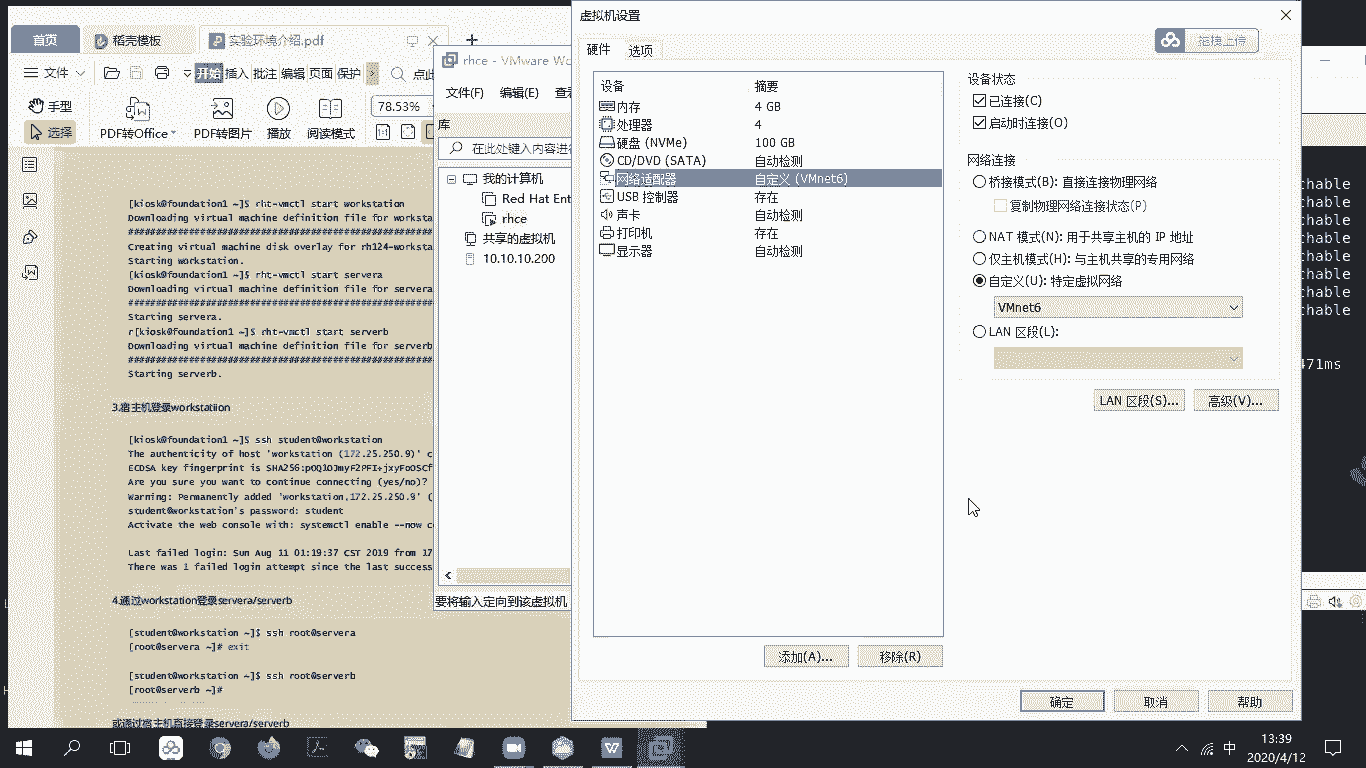 首页
稻壳模板
实验环境介绍.pdf
文件
开始 插入 批注 编辑 页面 保护
手型
选择
PDF转Office
PDF转图片
播放
阅读模式
78.53%
[kiosk@foundation1 ~]$ rht-vmctl start workstation
Downloading virtual machine definition file for worksta
Creating virtual machine disk overlay for rh124-worksta
Starting workstation.
[kiosk@foundation1 ~]$ rht-vmctl start servera
Downloading virtual machine definition file for servera
Starting servera.
r[kiosk@foundation1 ~]$ rht-vmctl start serverb
Downloading virtual machine definition file for serverb
Starting serverb.
3.宿主机登录workstatiion
[kiosk@foundation1 ~]$ ssh student@workstation
The authenticity of host 'workstation (172.25.250.9)' c
Are you sure you want to continue connecting (yes/no)?
Warning: Permanently added 'workstation,172.25.250.9' (
student@workstation's password: student
Activate the web console with: systemctl enable --now c
Last failed login: Sun Aug 11 01:19:37 CST 2019 from 17
There was 1 failed login attempt since the last success
4.通过workstation登录servera/serverb
[student@workstation ~]$ ssh root@servera
[root@servera ~]# exit
[student@workstation ~]$ ssh root@serverb
[root@serverb ~]#
或通过宿主机直接登录servera/serverb
rhce - VMware Wo
文件(F) 编辑(E) 查看
库
在此处键入内容进行
我的计算机
Red Hat Ent
rhce
共享的虚拟机
10.10.10.200
要将输入定向到该虚拟机
虚拟机设置
拖拽上传
硬件 选项
设备 摘要
内存 4 GB
处理器 4
硬盘 (NVMe) 100 GB
CD/DVD (SATA) 自动检测
网络适配器 自定义 (VMnet6)
USB 控制器 存在
声卡 自动检测
打印机 存在
显示器 自动检测
添加(A)... 移除(R)
设备状态
已连接(C)
启动时连接(O)
网络连接
桥接模式(B): 直接连接物理网络
复制物理网络连接状态(P)
NAT 模式(N): 用于共享主机的 IP 地址
仅主机模式(H): 与主机共享的专用网络
自定义(U): 特定虚拟网络
VMnet6
LAN 区段(L):
LAN 区段(S)... 高级(V)...
确定 取消 帮助
hable
hable
hable
hable
hable
hable
hable
hable
471ms
中
13:39
2020/4/12